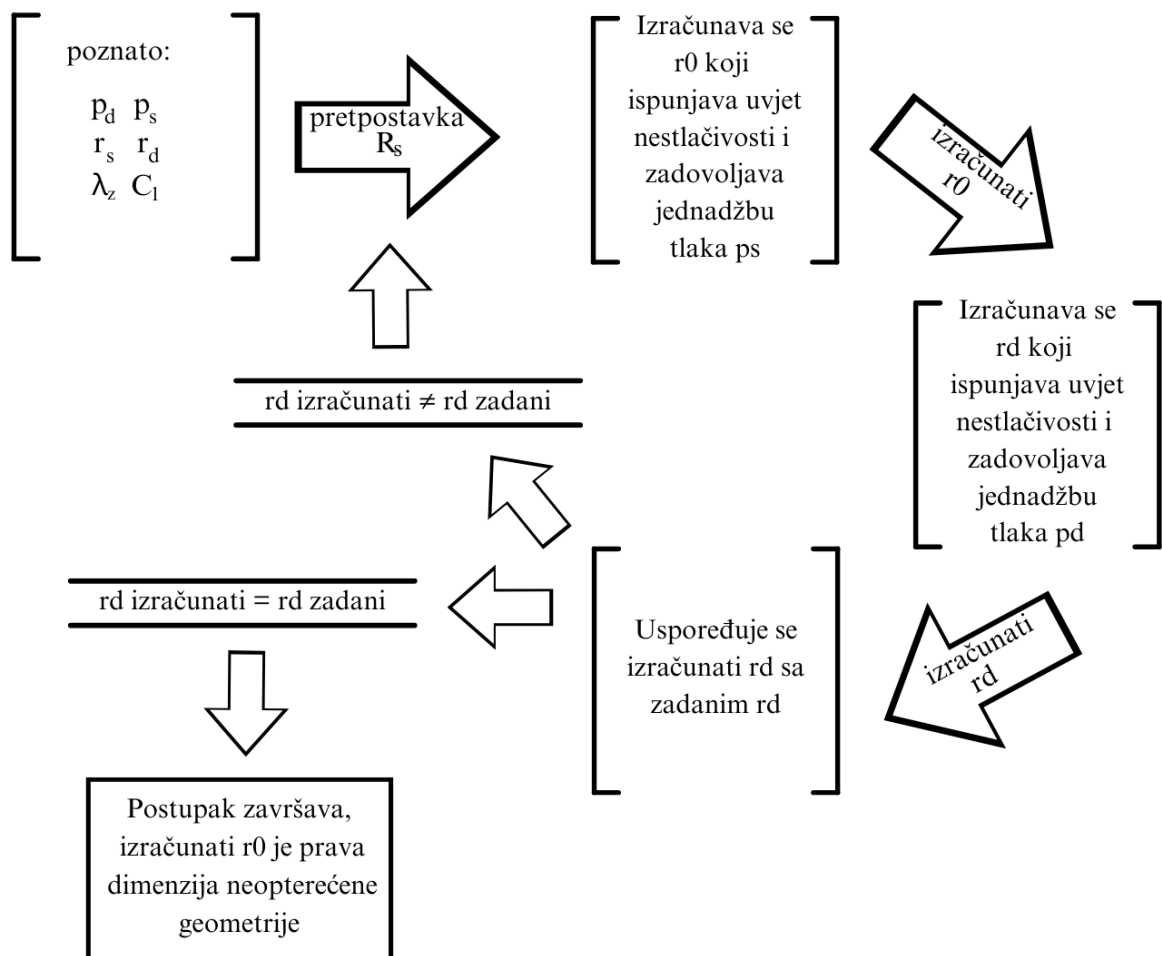 poznato:
p_d p_s
r_s r_d
λ_z C_l
pretpostavka
R_s
Izračunava se
r0 koji
ispunjava uvjet
nestlačivosti i
zadovoljava
jednadžbu
tlaka ps
izračunati
r0
Izračunava se
rd koji
ispunjava uvjet
nestlačivosti i
zadovoljava
jednadžbu
tlaka pd
izračunati
rd
Uspoređuje se
izračunati rd sa
zadanim rd
rd izračunati ≠ rd zadani
rd izračunati = rd zadani
Postupak završava,
izračunati r0 je prava
dimenzija neopterećene
geometrije